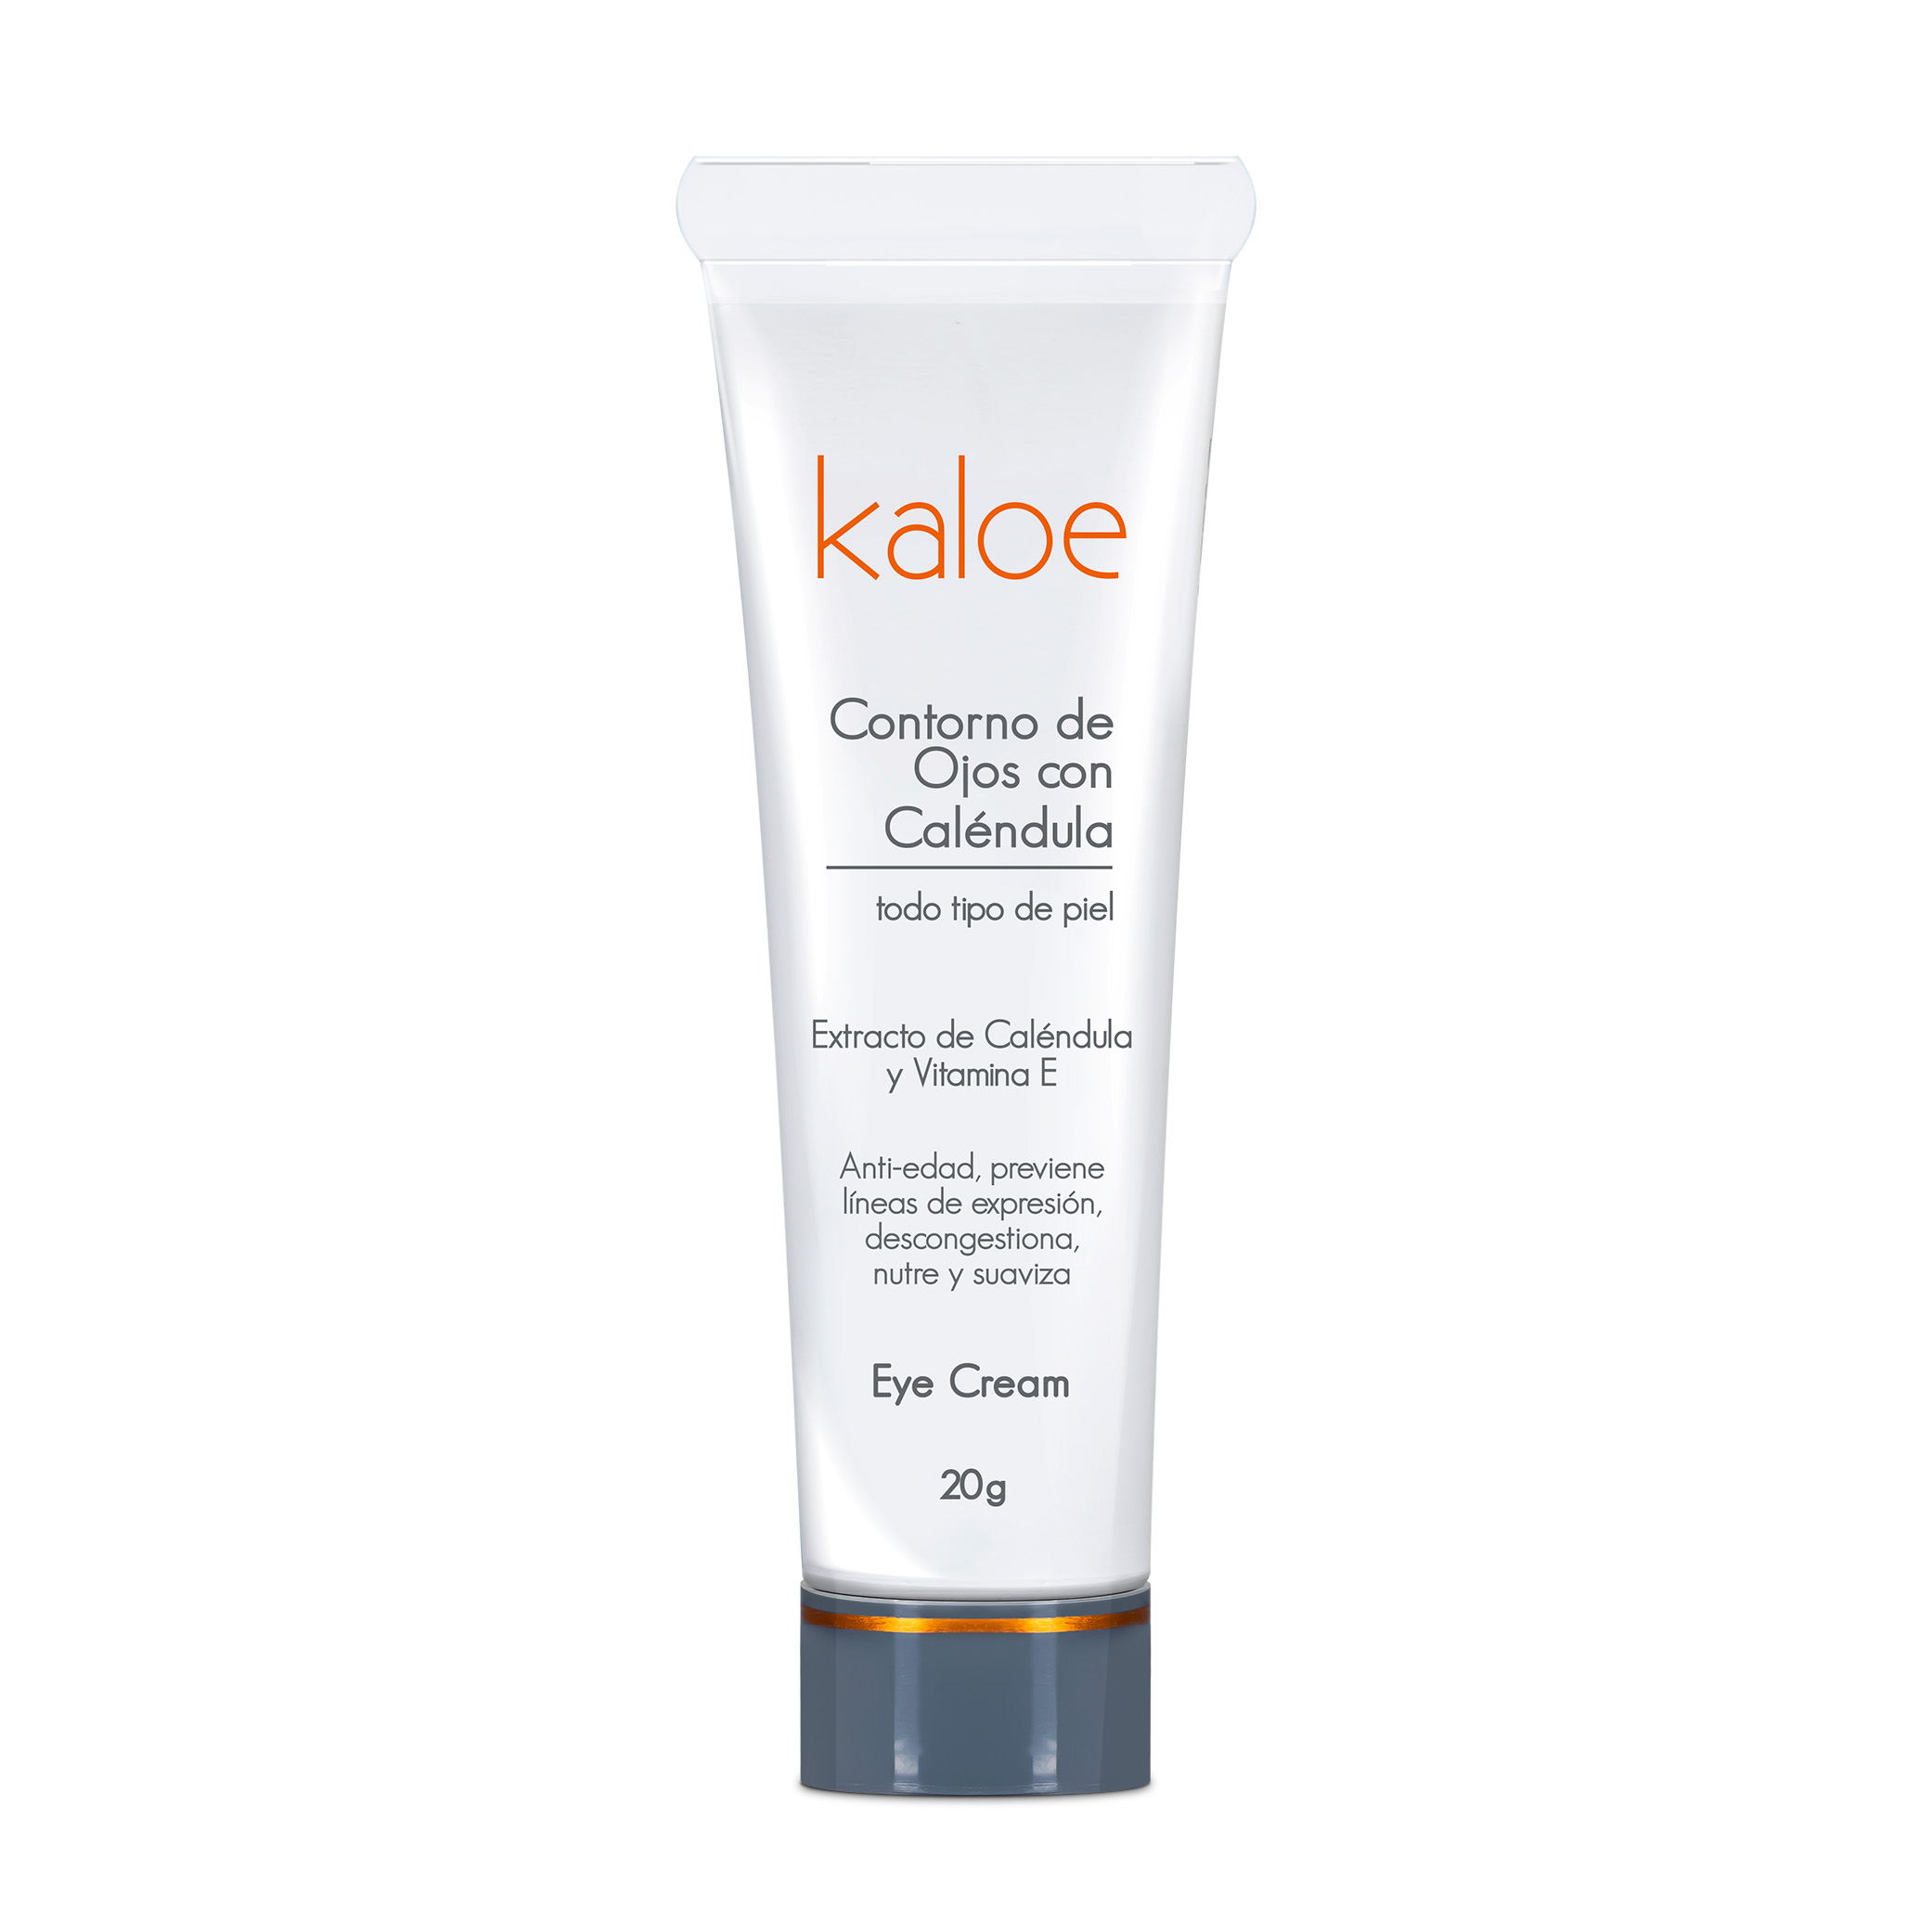 kaloe
Contorno de
Ojos con
Caléndula
todo tipo de piel
Extracto de Caléndula
y Vitamina E
Anti-edad, previene
líneas de expresión,
descongestiona,
nutre y suaviza
Eye Cream
20g